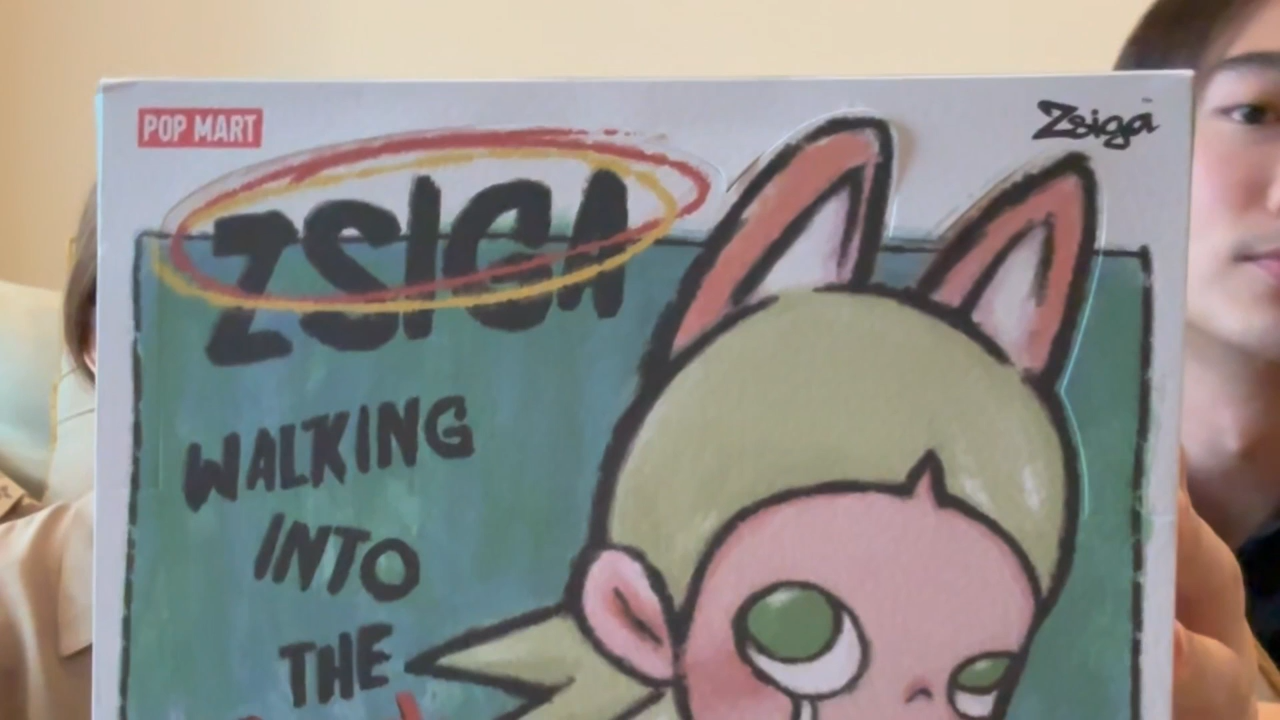 POP MART
Zsiga
ZSIGA
WALKING
INTO
THE